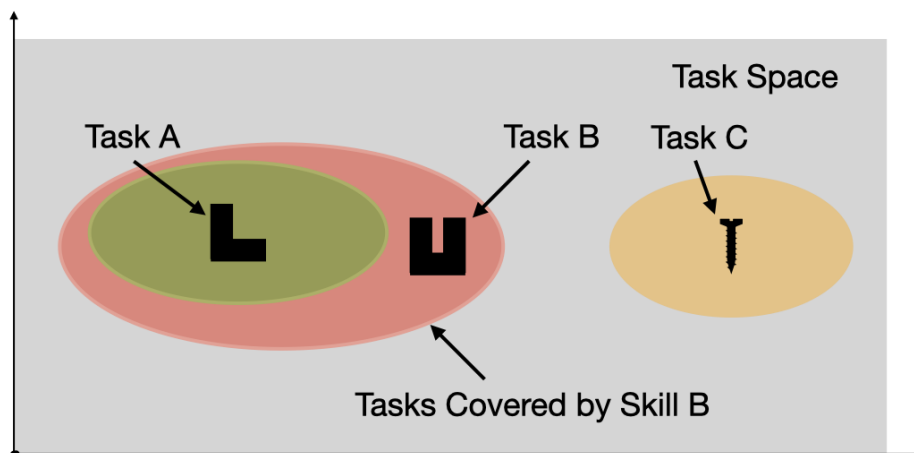 Task Space
Task A
Task B
Task C
Tasks Covered by Skill B